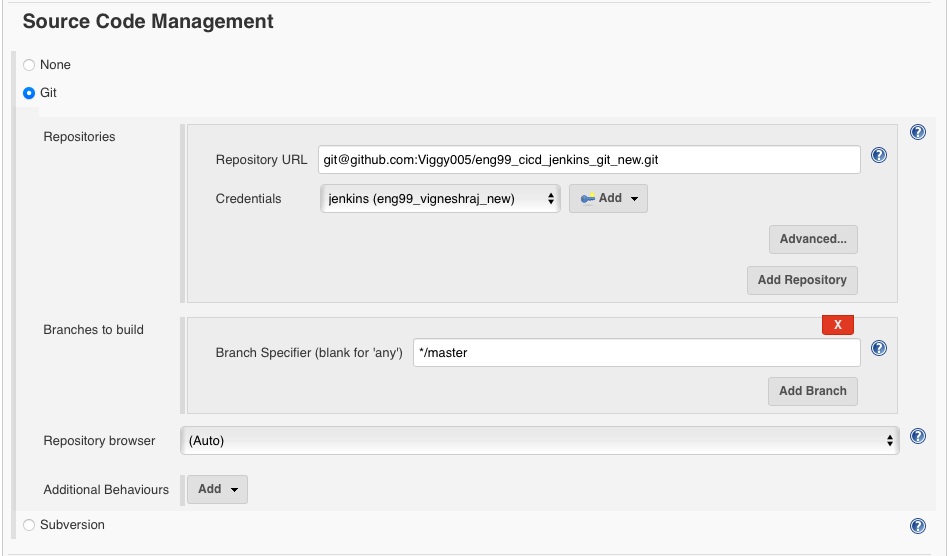 Source Code Management
None
Git
Repositories
Repository URL git@github.com:Viggy005/eng99_cicd_jenkins_git_new.git
Credentials jenkins (eng99_vigneshraj_new) Add
Advanced...
Add Repository
Branches to build
X
Branch Specifier (blank for 'any') */master
Add Branch
Repository browser (Auto)
Additional Behaviours Add
Subversion